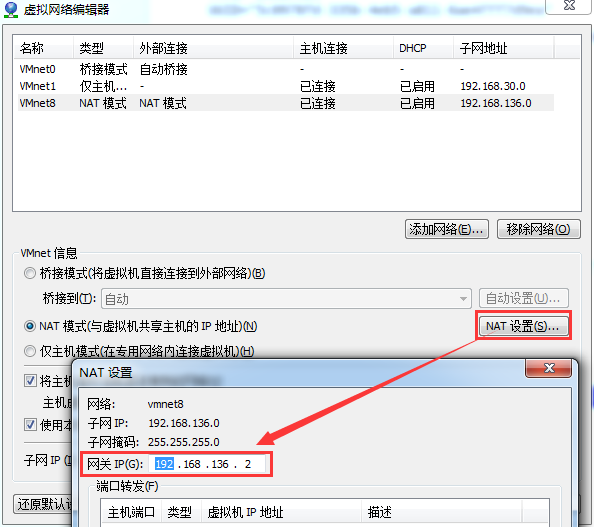 虚拟网络编辑器
名称 类型 外部连接 主机连接 DHCP 子网地址
VMnet0 桥接模式 自动桥接 - - -
VMnet1 仅主机... - 已连接 已启用 192.168.30.0
VMnet8 NAT 模式 NAT 模式 已连接 已启用 192.168.136.0
添加网络(E)... 移除网络(O)
VMnet 信息
桥接模式(将虚拟机直接连接到外部网络)(B)
桥接到(T): 自动 自动设置(U)...
NAT 模式(与虚拟机共享主机的 IP 地址)(N) NAT 设置(S)...
仅主机模式(在专用网络内连接虚拟机)(H)
将主
主机虚
使用本
子网 IP (I
还原默认设
NAT 设置
网络: vmnet8
子网 IP: 192.168.136.0
子网掩码: 255.255.255.0
网关 IP(G): 192 . 168 . 136 . 2
端口转发(F)
主机端口 类型 虚拟机 IP 地址 描述